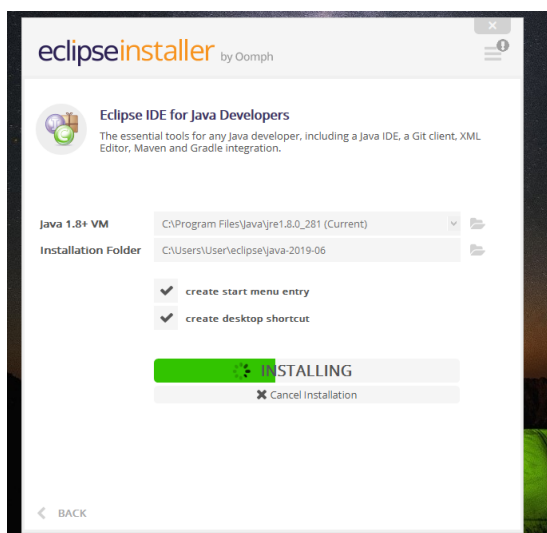 eclipseinstaller by Oomph
Eclipse IDE for Java Developers
The essential tools for any Java developer, including a Java IDE, a Git client, XML
Editor, Maven and Gradle integration.
Java 1.8+ VM C:\Program Files\Java\jre1.8.0_281 (Current)
Installation Folder C:\Users\User\eclipse\java-2019-06
create start menu entry
create desktop shortcut
INSTALLING
Cancel Installation
BACK